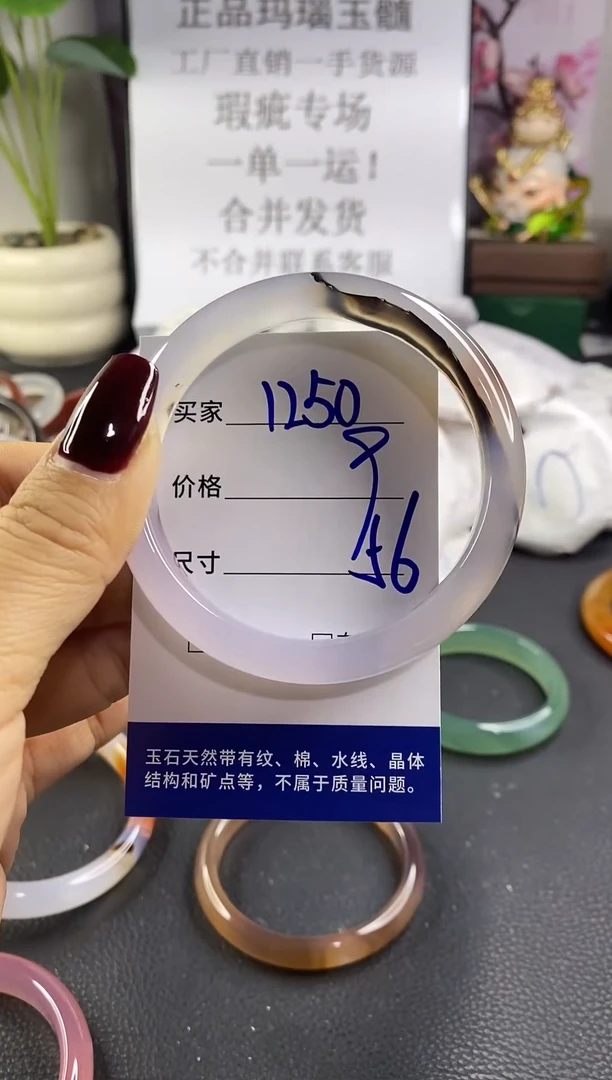 正品玛瑙玉髓
工厂直销一手货源
瑕疵专场
一单一运！
合并发货
不合并联系客服
买家 1250
价格
尺寸 56
玉石天然带有纹、棉、水线、晶体
结构和矿点等，不属于质量问题。